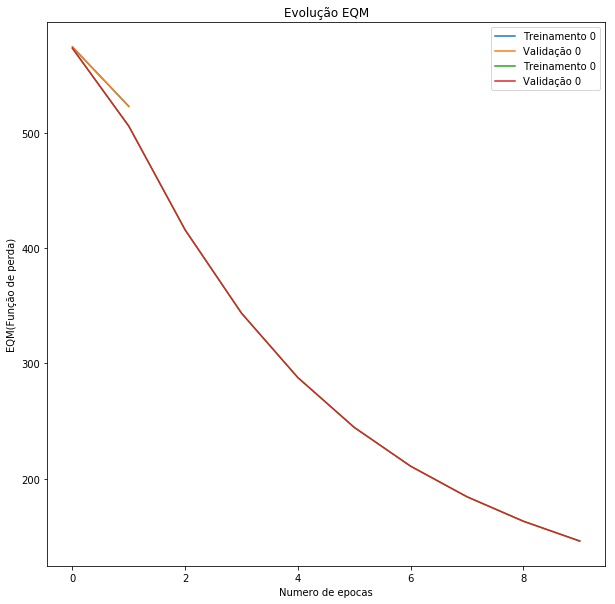 Evolução EQM
Treinamento 0
Validação 0
Treinamento 0
Validação 0
EQM(Função de perda)
500
400
300
200
0
2
4
6
8
Numero de epocas